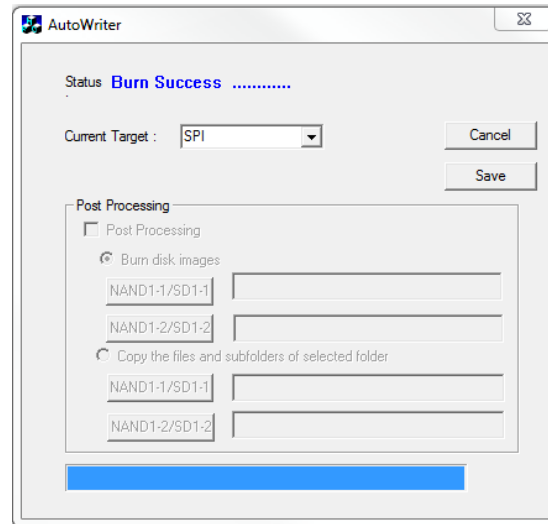 AutoWriter
Status Burn Success ............
Current Target : SPI
Cancel
Save
Post Processing
Post Processing
Burn disk images
NAND1-1/SD1-1
NAND1-2/SD1-2
Copy the files and subfolders of selected folder
NAND1-1/SD1-1
NAND1-2/SD1-2